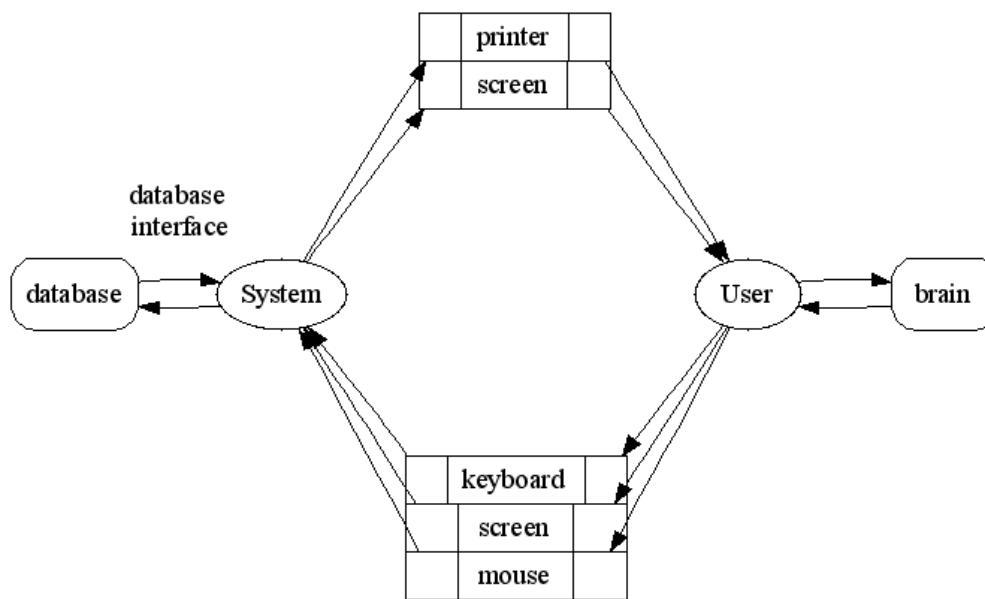 printer
screen
database
interface
database
System
User
brain
keyboard
screen
mouse